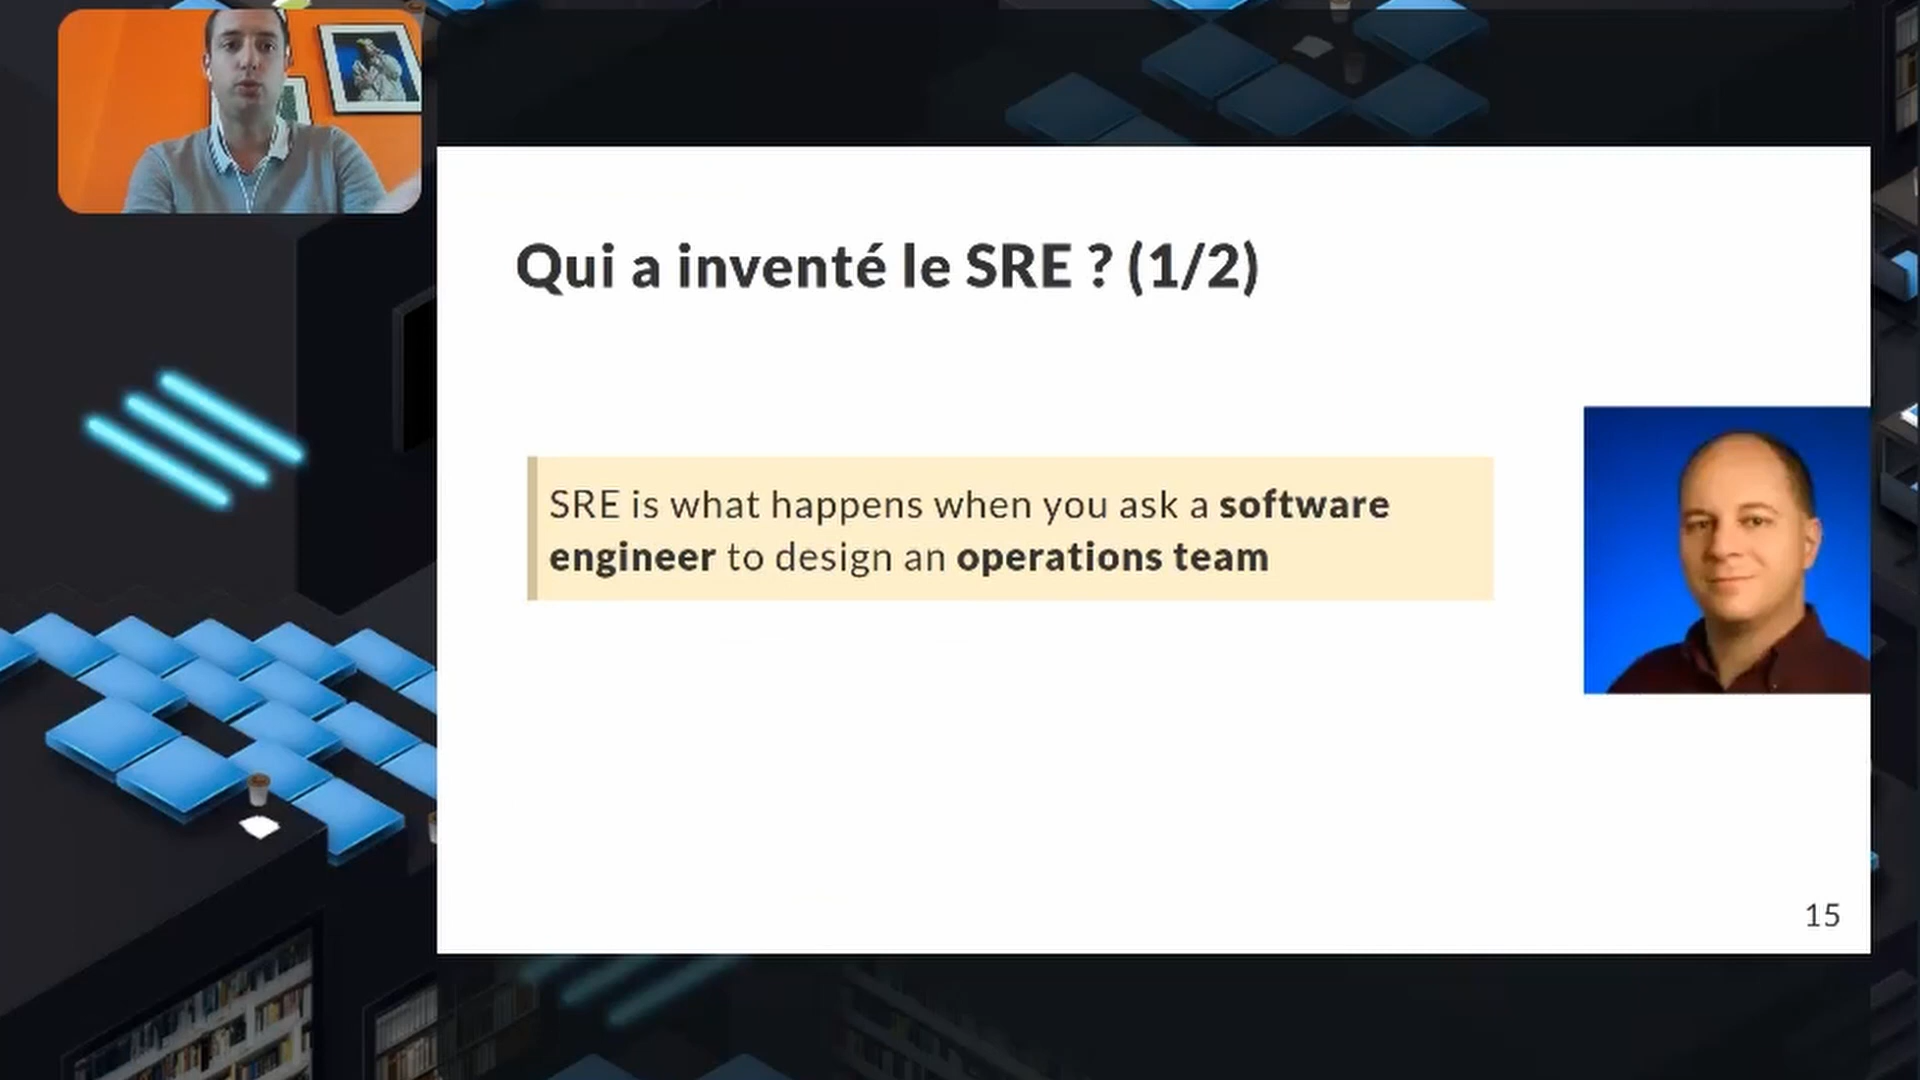 Qui a inventé le SRE ? (1/2)
SRE is what happens when you ask a software
engineer to design an operations team
15